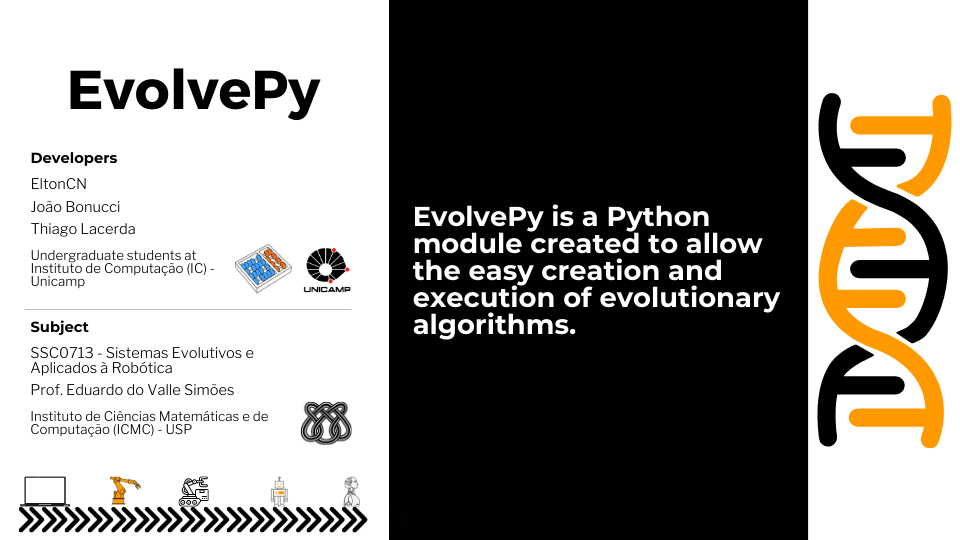 EvolvePy
Developers
EltonCN
João Bonucci
Thiago Lacerda
Undergraduate students at
Instituto de Computação (IC) -
Unicamp
UNICAMP
Subject
SSC0713 - Sistemas Evolutivos e
Aplicados à Robótica
Prof. Eduardo do Valle Simões
Instituto de Ciências Matemáticas e de
Computação (ICMC) - USP
EvolvePy is a Python
module created to allow
the easy creation and
execution of evolutionary
algorithms.